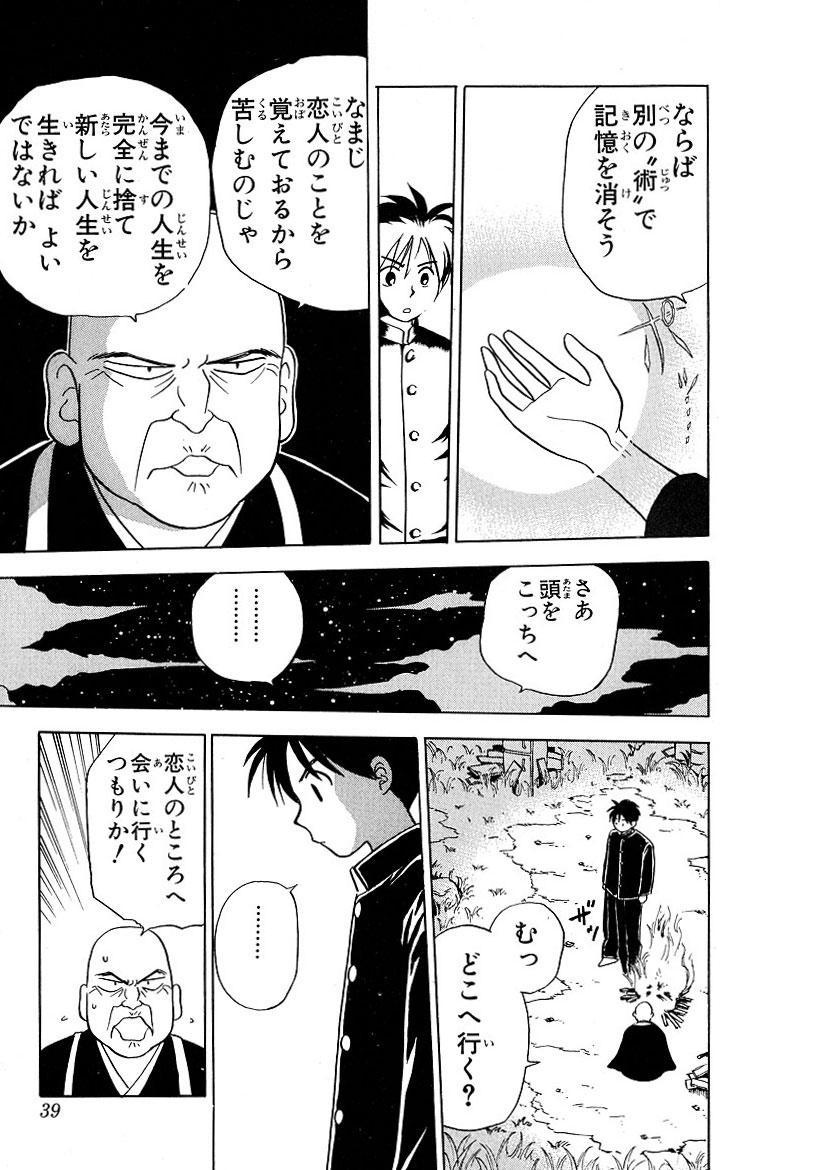 ならば
別の〝術〟で
記憶を消そう
なまじ
恋人のことを
覚えておるから
苦しむのじゃ
今までの人生を
完全に捨て
新しい人生を
生きれば よい
ではないか
さあ
頭を
こっちへ
………
ザッ
むっ
どこへ行く？
………
恋人のところへ
会いに行く
つもりか！
39